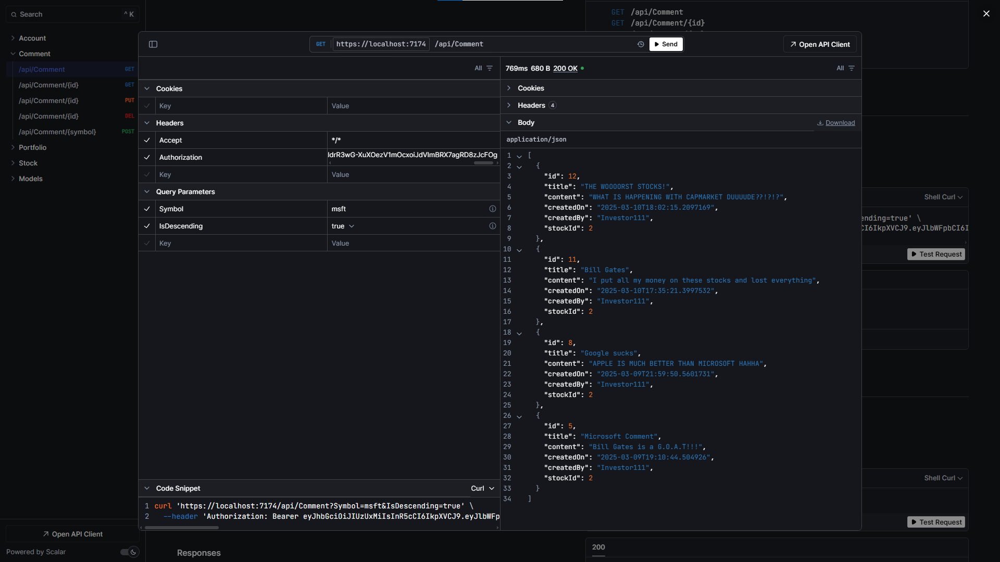 Search
^ K
Account
Comment
/api/Comment GET
/api/Comment/{id} GET
/api/Comment/{id} PUT
/api/Comment/{id} DEL
/api/Comment/{symbol} POST
Portfolio
Stock
Models
Open API Client
Powered by Scalar
GET /api/Comment
GET /api/Comment/{id}
GET https://localhost:7174 /api/Comment
Send
Open API Client
All
Cookies
Key Value
Headers
Accept */*
Authorization ldrR3wG-XuXOezV1mOcxoiJdVlmBRX7agRD8zJcFOg
Key Value
Query Parameters
Symbol msft
IsDescending true
Key Value
Code Snippet
Curl
1 curl 'https://localhost:7174/api/Comment?Symbol=msft&IsDescending=true' \
2 --header 'Authorization: Bearer eyJhbGciOiJIUzUxMiIsInR5cCI6IkpXVCJ9.eyJlbWFp
769ms 680 B 200 OK
All
Cookies
Headers 4
Body
Download
application/json
1 [
2 {
3 "id": 12,
4 "title": "THE WOOOORST STOCKS!",
5 "content": "WHAT IS HAPPENING WITH CAPMARKET DUUUUDE??!?!?",
6 "createdOn": "2025-03-10T18:02:15.2097169",
7 "createdBy": "Investor111",
8 "stockId": 2
9 },
10 {
11 "id": 11,
12 "title": "Bill Gates",
13 "content": "I put all my money on these stocks and lost everything",
14 "createdOn": "2025-03-10T17:35:21.3997532",
15 "createdBy": "Investor111",
16 "stockId": 2
17 },
18 {
19 "id": 8,
20 "title": "Google sucks",
21 "content": "APPLE IS MUCH BETTER THAN MICROSOFT HAHHA",
22 "createdOn": "2025-03-09T21:59:50.5601731",
23 "createdBy": "Investor111",
24 "stockId": 2
25 },
26 {
27 "id": 5,
28 "title": "Microsoft Comment",
29 "content": "Bill Gates is a G.O.A.T!!!",
30 "createdOn": "2025-03-09T19:10:44.504926",
31 "createdBy": "Investor111",
32 "stockId": 2
33 }
34 ]
Shell Curl
ending=true' \
CI6IkpXVCJ9.eyJlbWFpbCI6I
Test Request
Shell Curl
Test Request
Responses
200